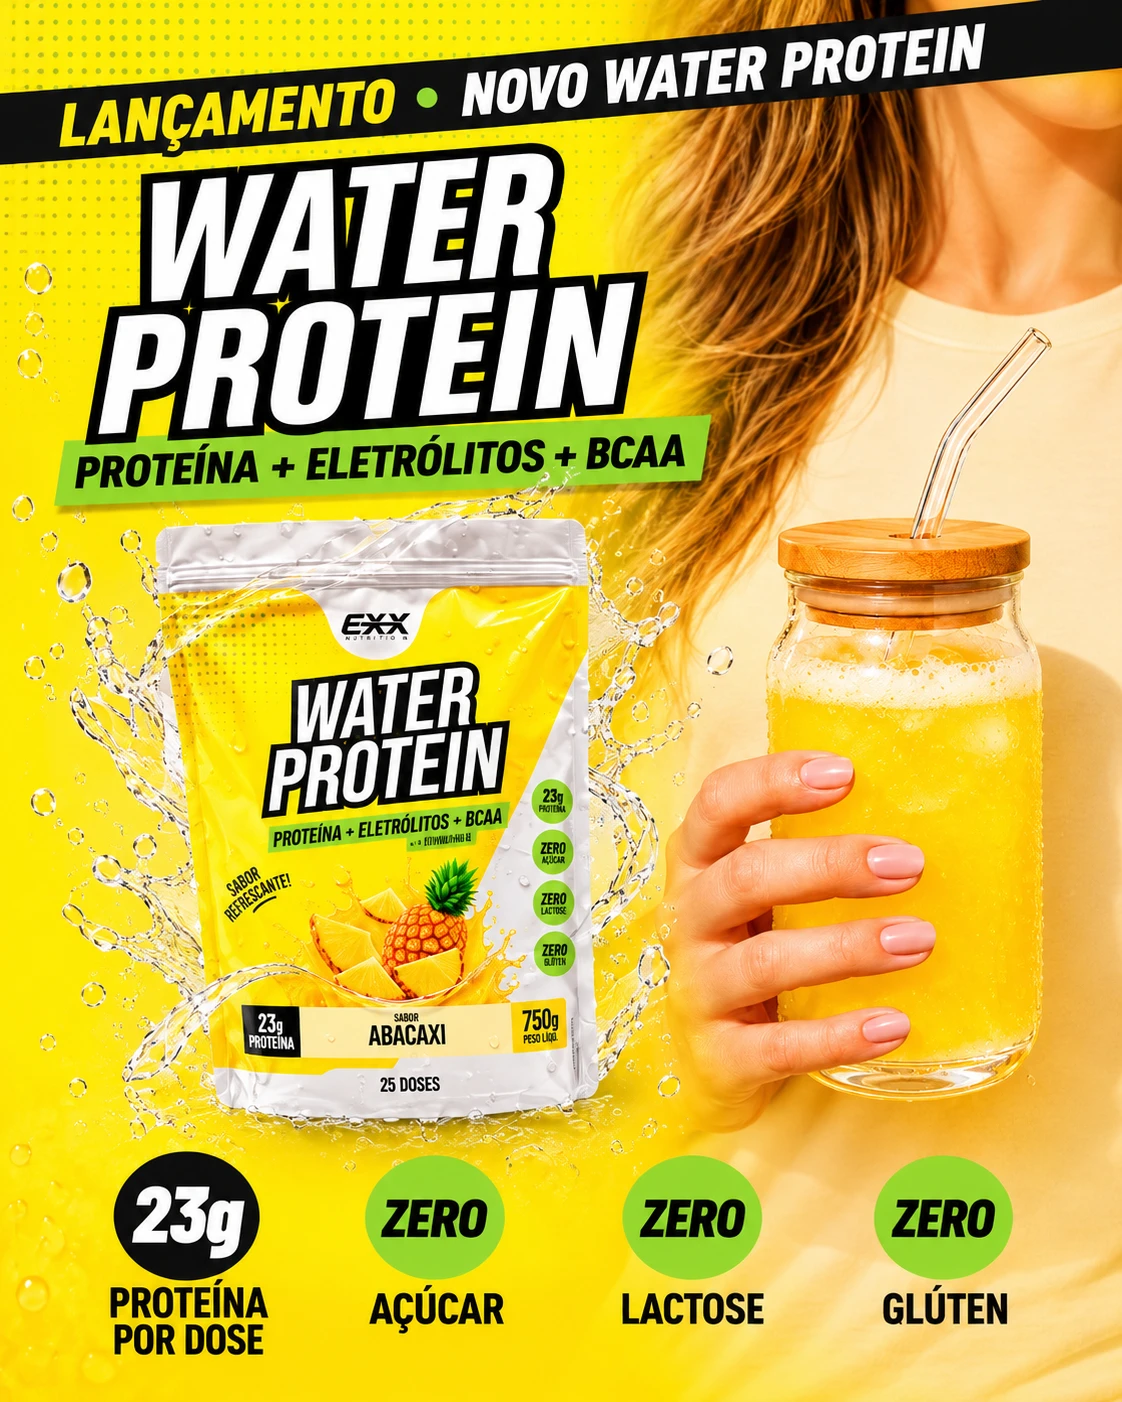 LANÇAMENTO • NOVO WATER PROTEIN
WATER
PROTEIN
PROTEÍNA + ELETRÓLITOS + BCAA
EXX
NUTRITION
WATER
PROTEIN
PROTEÍNA + ELETRÓLITOS + BCAA
SABOR
REFRESCANTE!
23g
PROTEÍNA
ZERO
AÇÚCAR
ZERO
LACTOSE
ZERO
GLÚTEN
23g
PROTEÍNA
SABOR
ABACAXI
750g
PESO LÍQD.
25 DOSES
23g
PROTEÍNA
POR DOSE
ZERO
AÇÚCAR
ZERO
LACTOSE
ZERO
GLÚTEN